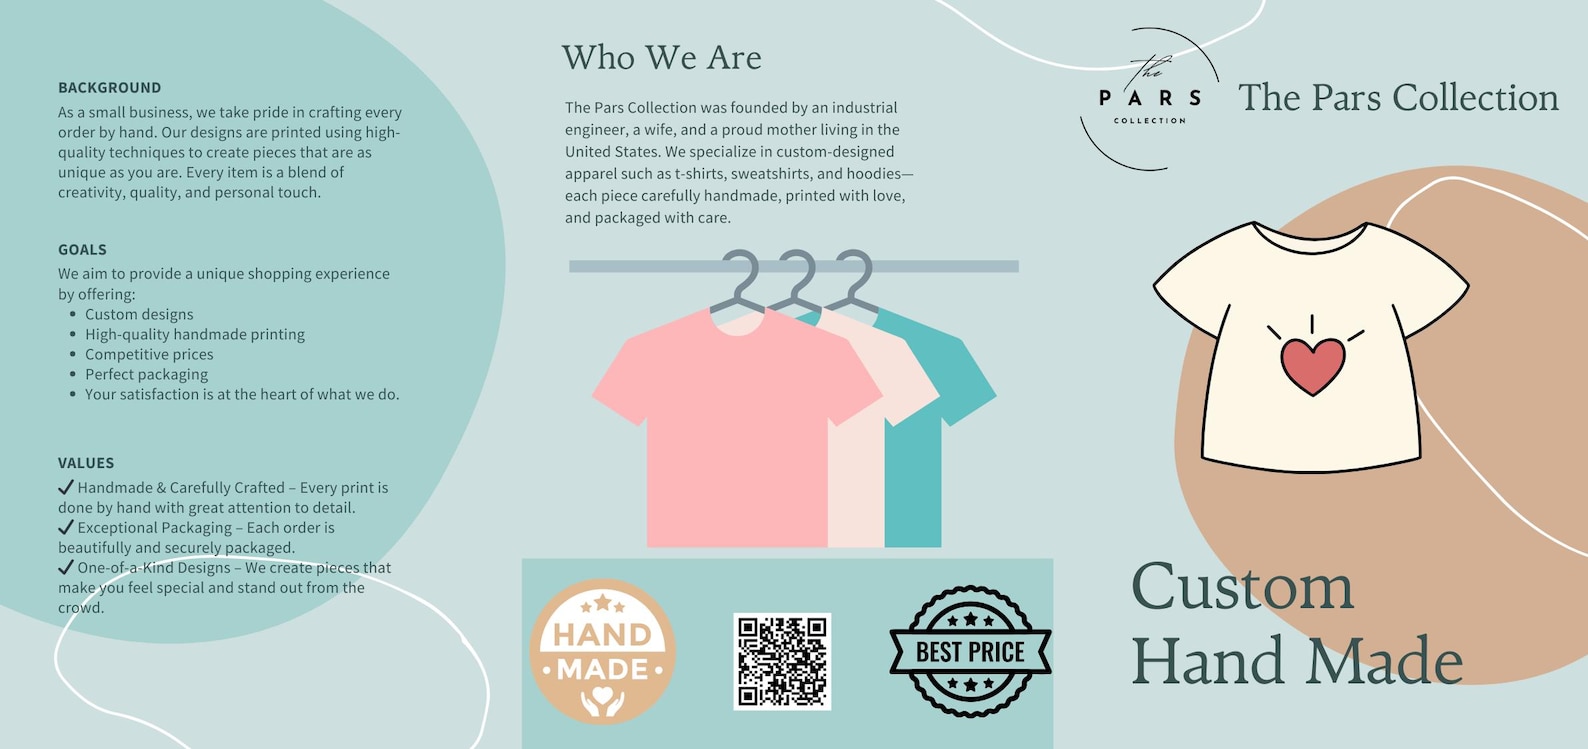 BACKGROUND
As a small business, we take pride in crafting every
order by hand. Our designs are printed using high-
quality techniques to create pieces that are as
unique as you are. Every item is a blend of
creativity, quality, and personal touch.
GOALS
We aim to provide a unique shopping experience
by offering:
• Custom designs
• High-quality handmade printing
• Competitive prices
• Perfect packaging
• Your satisfaction is at the heart of what we do.
VALUES
✓ Handmade & Carefully Crafted – Every print is
done by hand with great attention to detail.
✓ Exceptional Packaging – Each order is
beautifully and securely packaged.
✓ One-of-a-Kind Designs – We create pieces that
make you feel special and stand out from the
crowd.
Who We Are
The Pars Collection was founded by an industrial
engineer, a wife, and a proud mother living in the
United States. We specialize in custom-designed
apparel such as t-shirts, sweatshirts, and hoodies—
each piece carefully handmade, printed with love,
and packaged with care.
HAND
MADE
BEST PRICE
the
PARS
COLLECTION
The Pars Collection
Custom
Hand Made